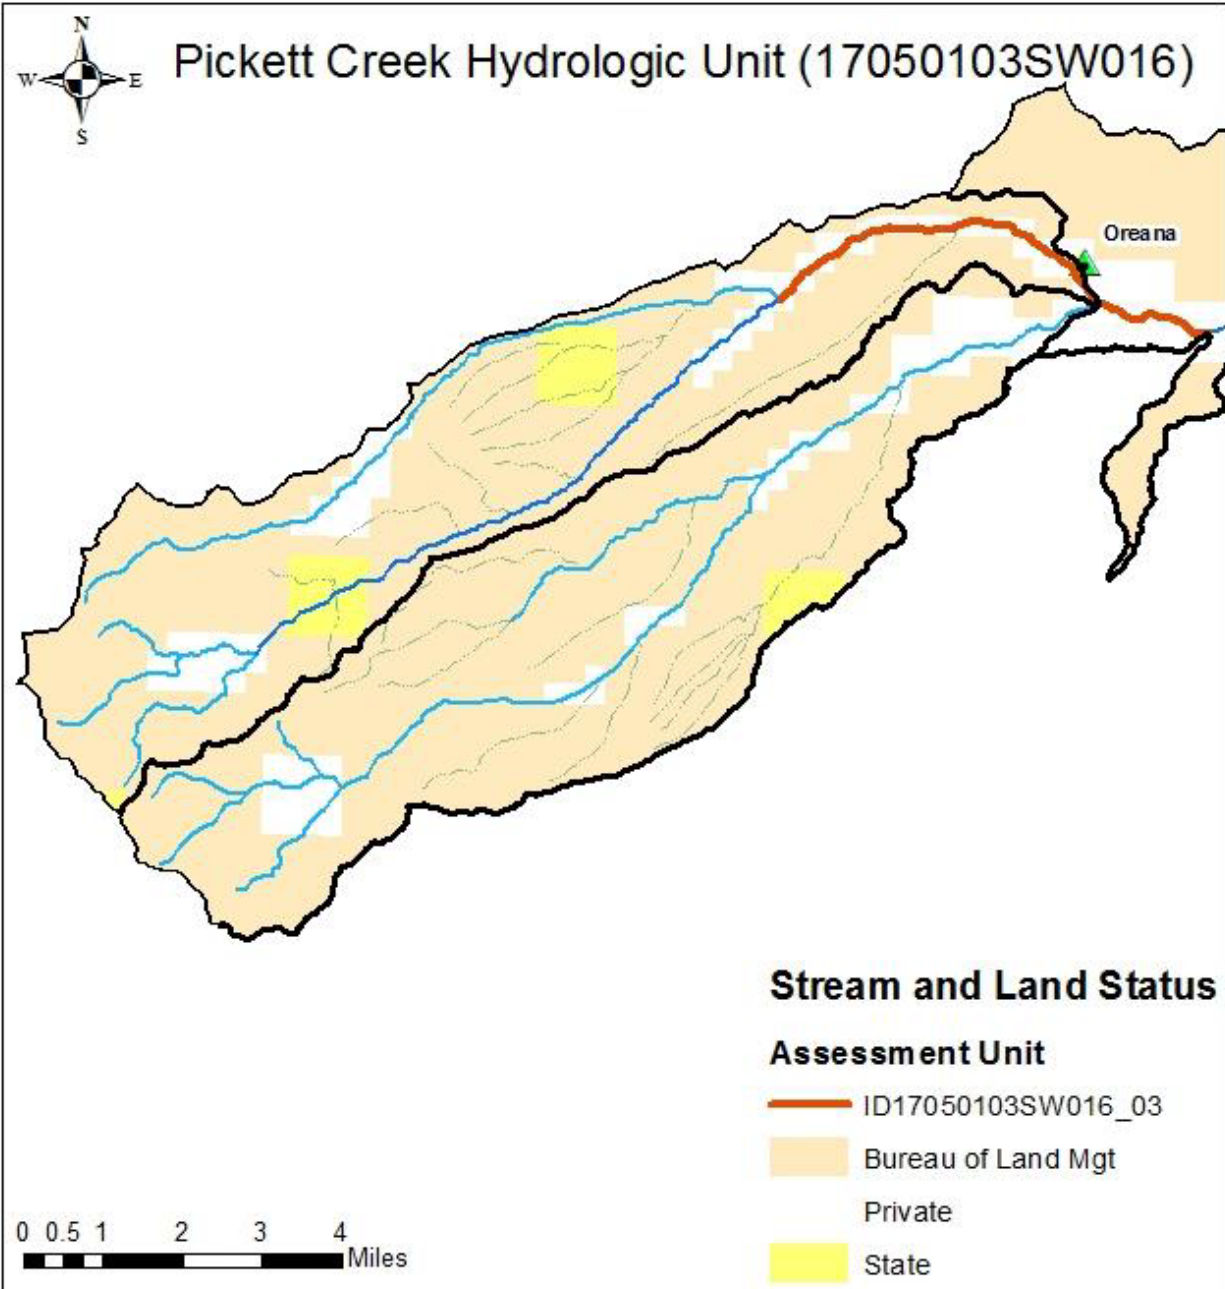 N
W E
S
Pickett Creek Hydrologic Unit (17050103SW016)
Oreana
Stream and Land Status
Assessment Unit
ID17050103SW016_03
Bureau of Land Mgt
Private
State
0 0.5 1 2 3 4
Miles